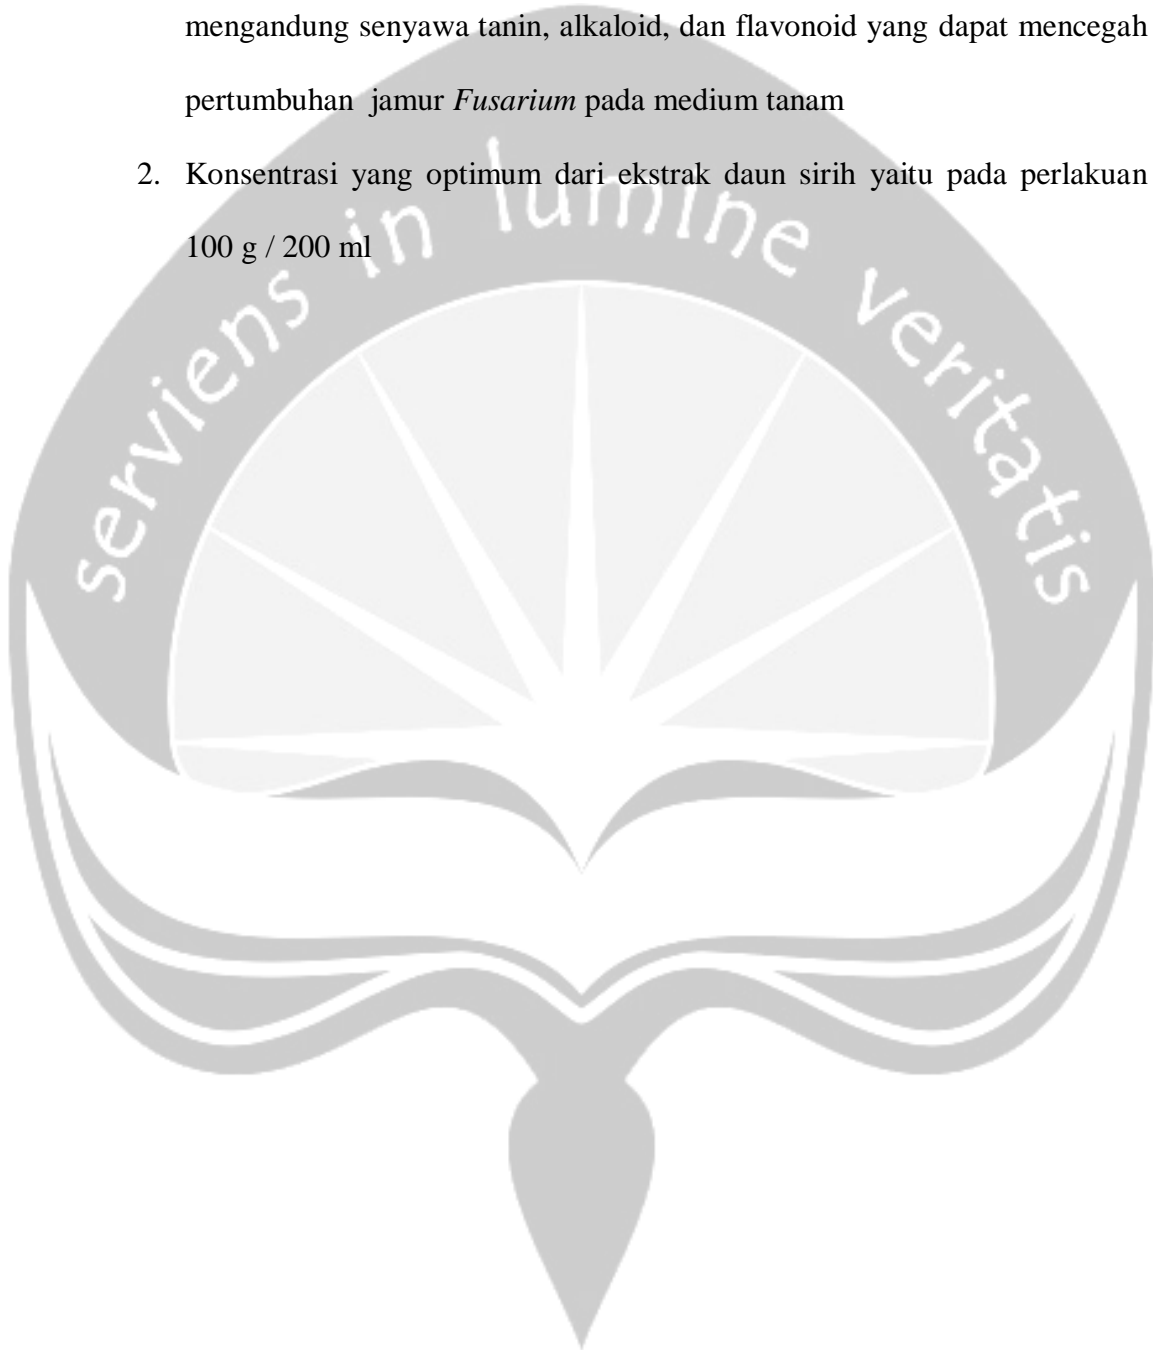 mengandung senyawa tanin, alkaloid, dan flavonoid yang dapat mencegah
pertumbuhan jamur Fusarium pada medium tanam
2. Konsentrasi yang optimum dari ekstrak daun sirih yaitu pada perlakuan
100 g / 200 ml
serviens in lumine veritatis